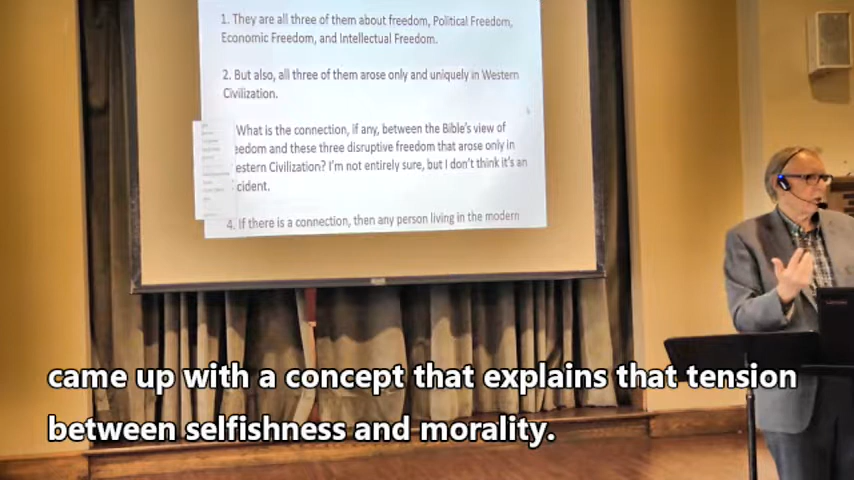 1. They are all three of them about freedom, Political Freedom,
Economic Freedom, and Intellectual Freedom.
2. But also, all three of them arose only and uniquely in Western
Civilization.
What is the connection, if any, between the Bible's view of
eedom and these three disruptive freedom that arose only in
estern Civilization? I'm not entirely sure, but I don't think it's an
cident.
4. If there is a connection, then any person living in the modern
came up with a concept that explains that tension
between selfishness and morality.